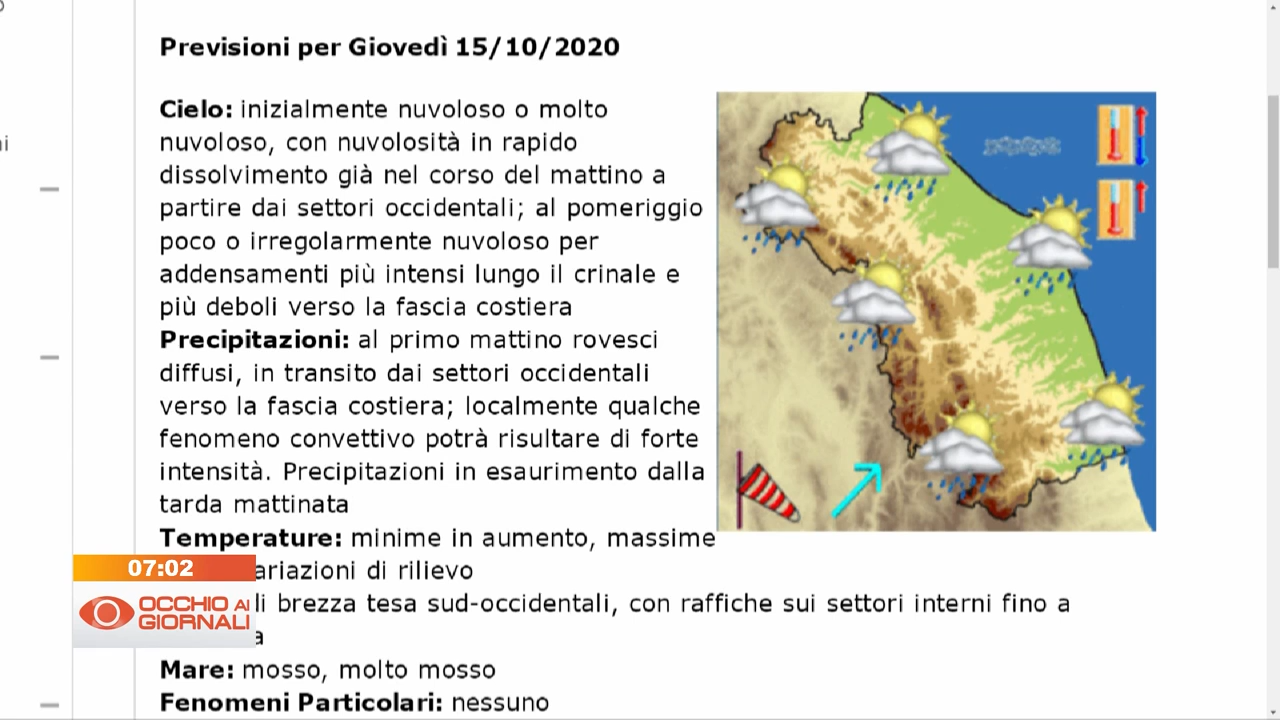 Previsioni per Giovedì 15/10/2020
Cielo: inizialmente nuvoloso o molto
nuvoloso, con nuvolosità in rapido
dissolvimento già nel corso del mattino a
partire dai settori occidentali; al pomeriggio
poco o irregolarmente nuvoloso per
addensamenti più intensi lungo il crinale e
più deboli verso la fascia costiera
Precipitazioni: al primo mattino rovesci
diffusi, in transito dai settori occidentali
verso la fascia costiera; localmente qualche
fenomeno convettivo potrà risultare di forte
intensità. Precipitazioni in esaurimento dalla
tarda mattinata
Temperature: minime in aumento, massime
ariazioni di rilievo
li brezza tesa sud-occidentali, con raffiche sui settori interni fino a
a
Mare: mosso, molto mosso
Fenomeni Particolari: nessuno
07:02
OCCHIO AI
GIORNALI